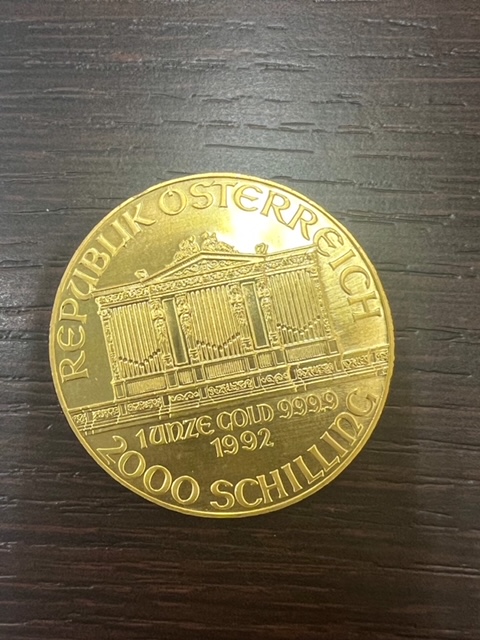 REPUBLIK ÖSTERREICH
1 UNZE GOLD 999.9
1992
2000 SCHILLING